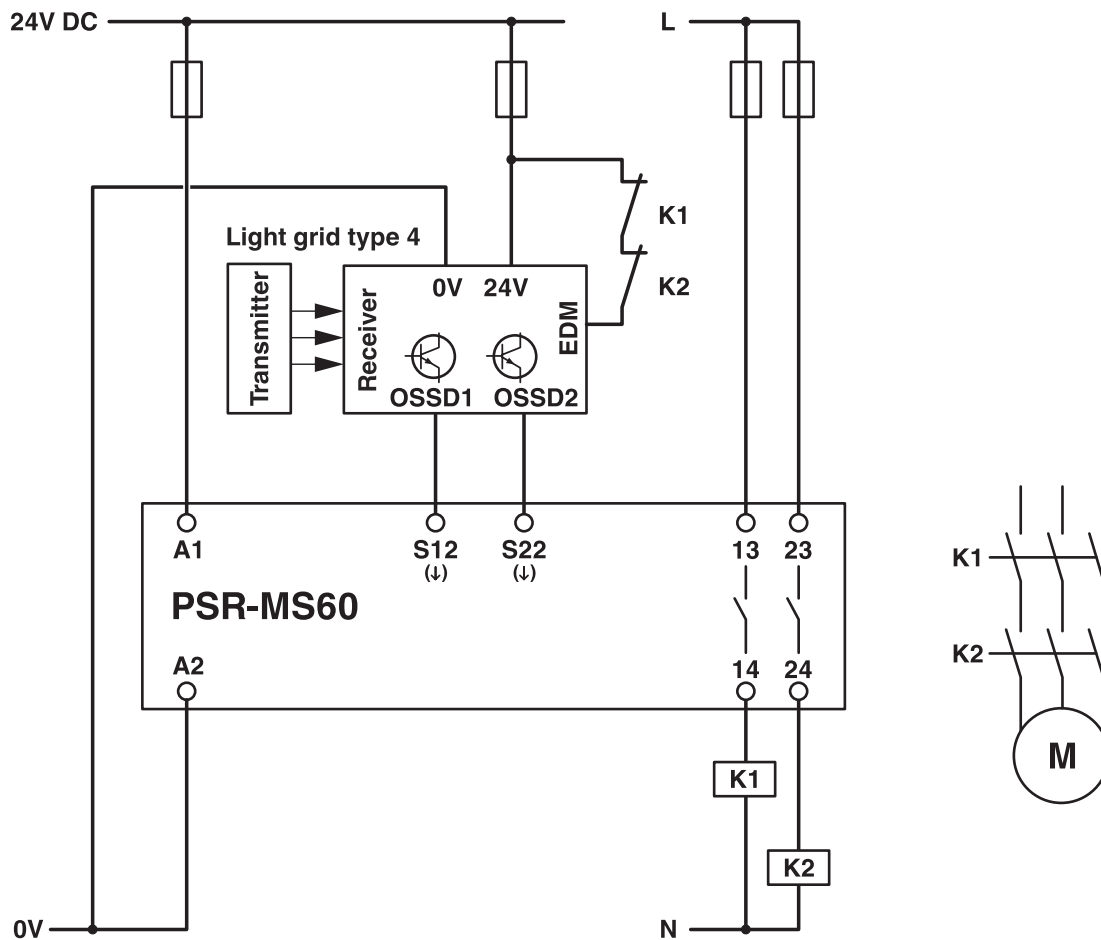 24V DC
L
K1
Light grid type 4
K2
Transmitter
Receiver
0V 24V
EDM
OSSD1 OSSD2
A1
S12
(↓)
S22
(↓)
13 23
PSR-MS60
A2
14 24
K1
K2
0V
N
K1
K2
M